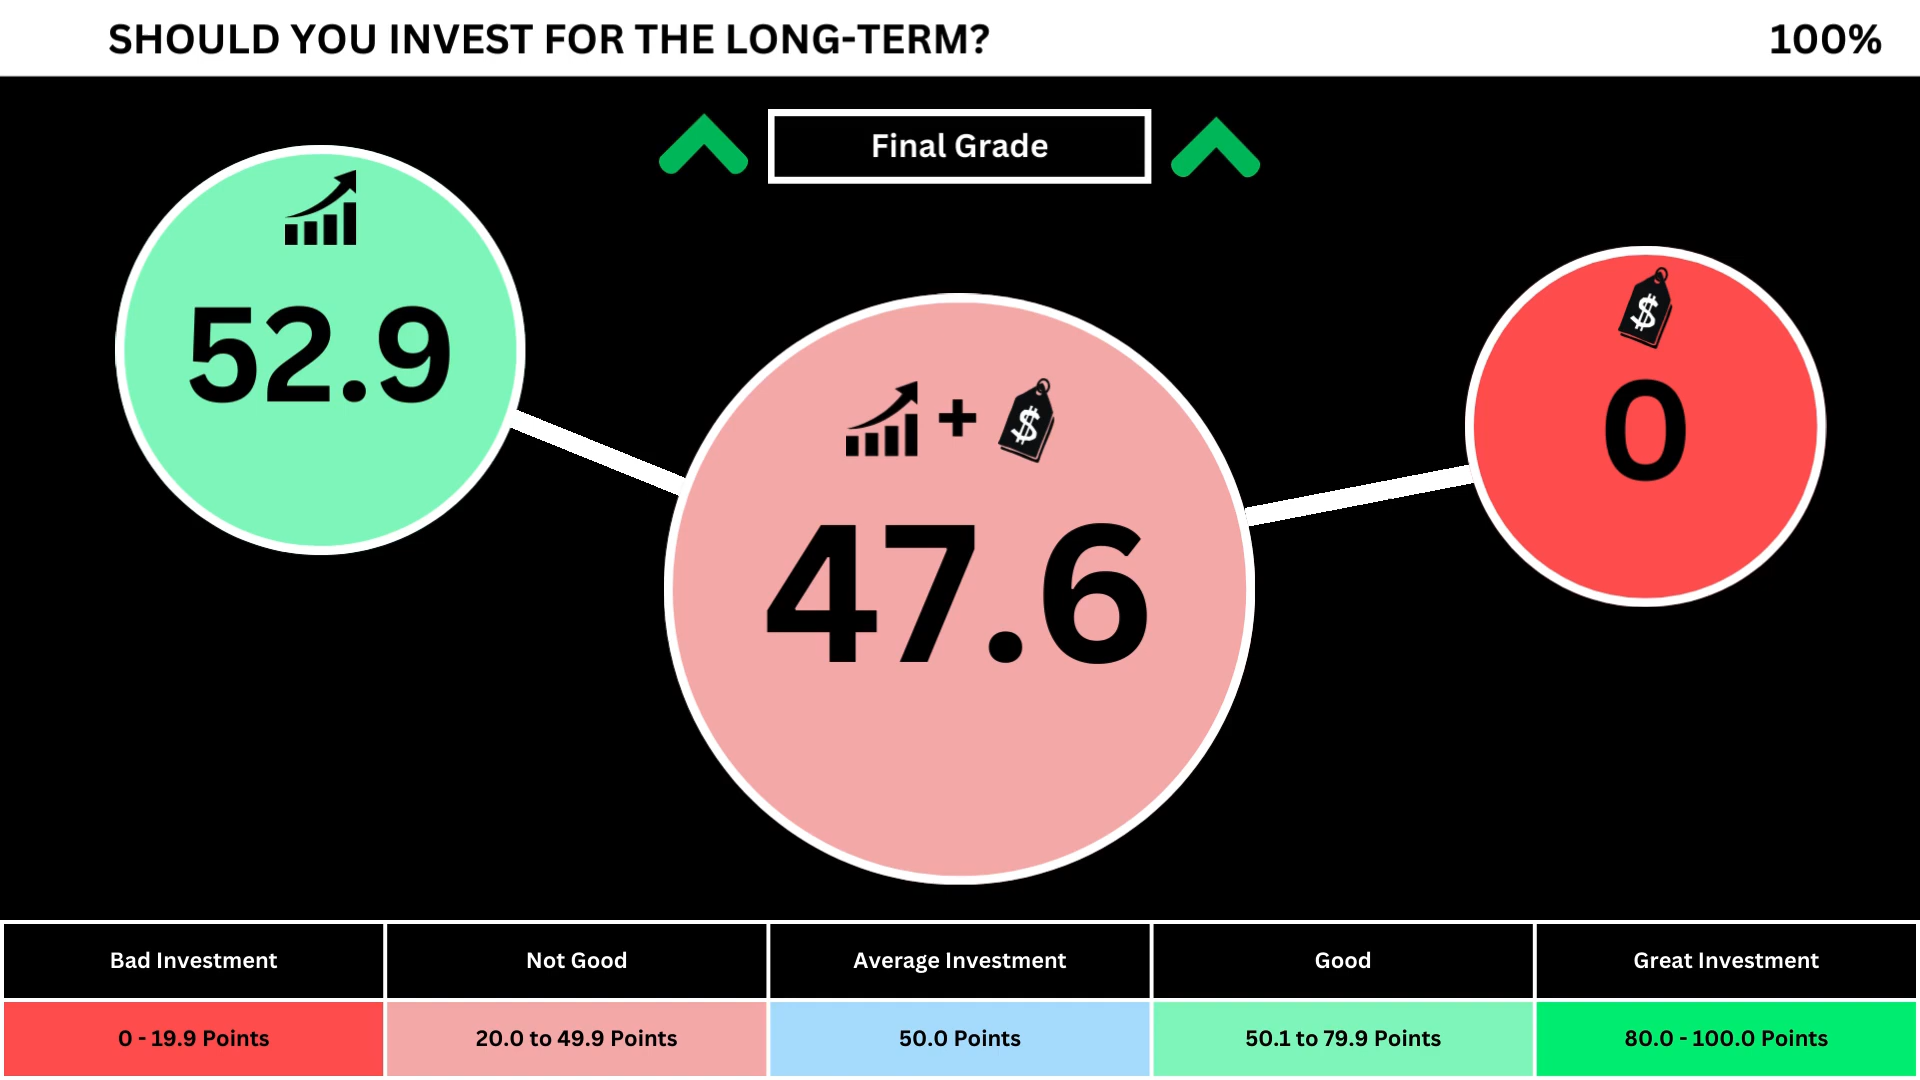 SHOULD YOU INVEST FOR THE LONG-TERM?
100%
Final Grade
52.9
$
+
$
47.6
$
0
Bad Investment
Not Good
Average Investment
Good
Great Investment
0 - 19.9 Points
20.0 to 49.9 Points
50.0 Points
50.1 to 79.9 Points
80.0 - 100.0 Points